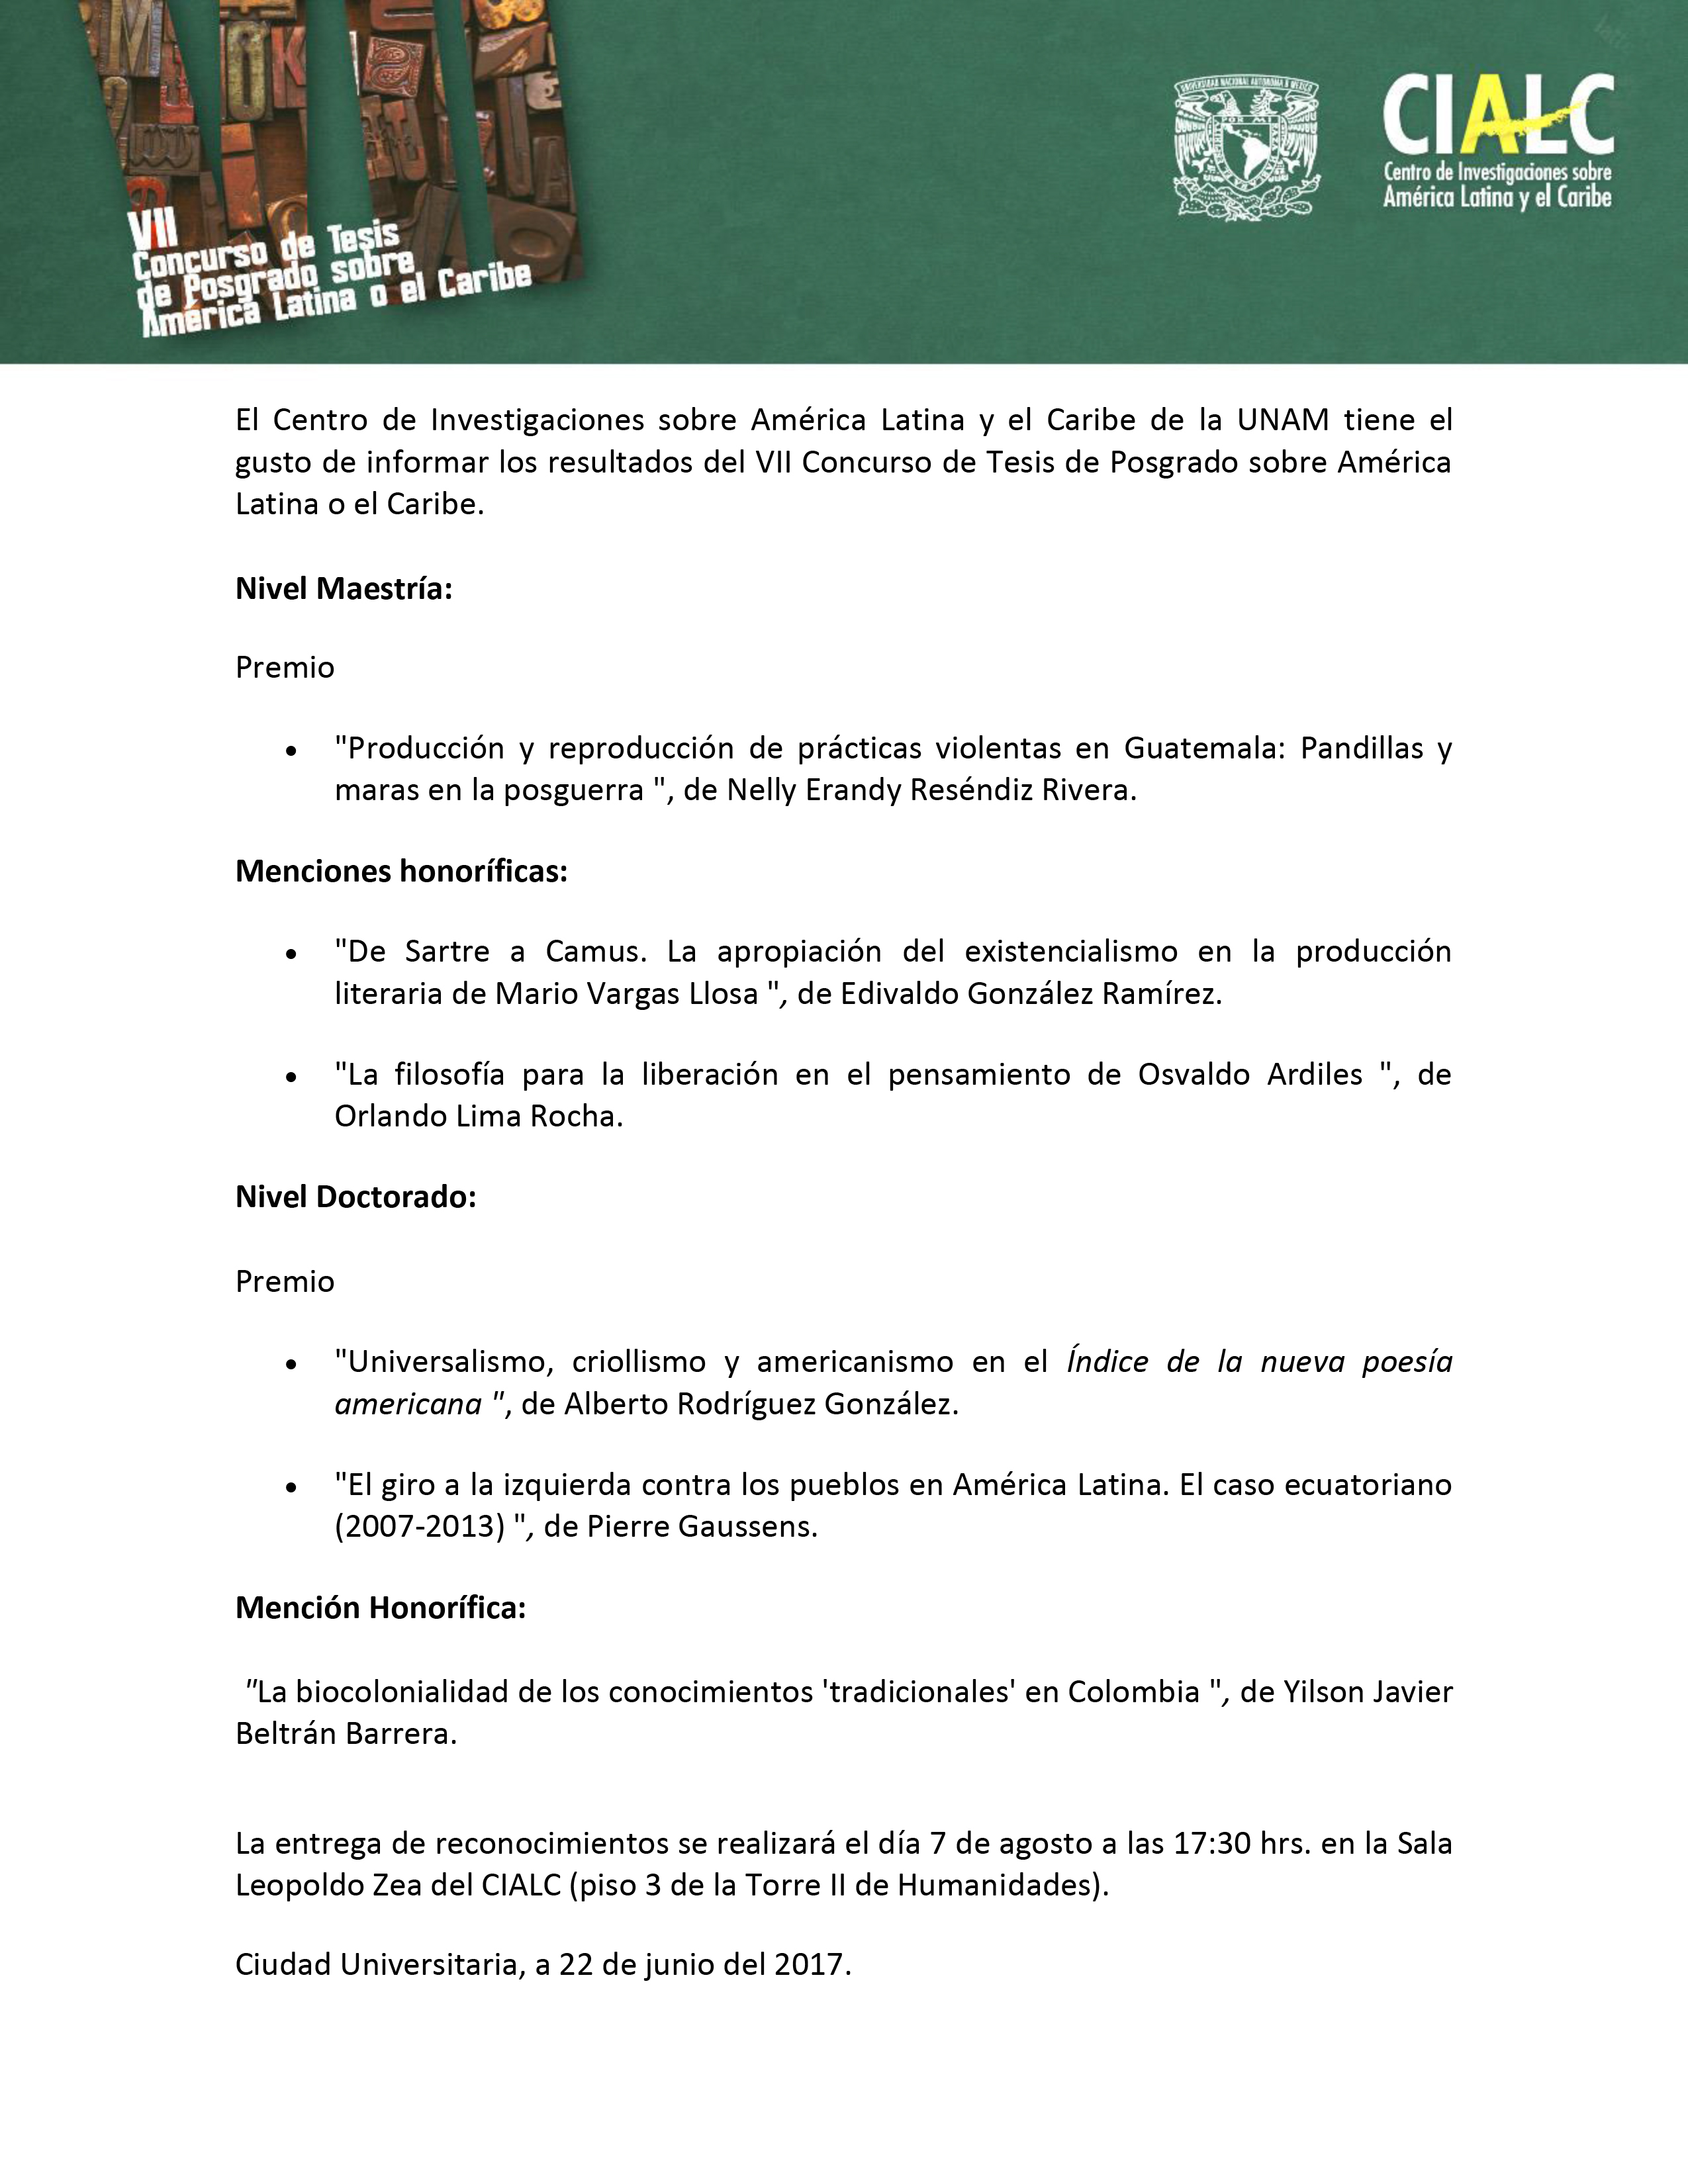 VII
Concurso de Tesis
de Posgrado sobre
América Latina o el Caribe
UNIVERSIDAD NACIONAL AUTONOMA DE MEXICO
CIALC
Centro de Investigaciones sobre
América Latina y el Caribe
El Centro de Investigaciones sobre América Latina y el Caribe de la UNAM tiene el
gusto de informar los resultados del VII Concurso de Tesis de Posgrado sobre América
Latina o el Caribe.
Nivel Maestría:
Premio
• "Producción y reproducción de prácticas violentas en Guatemala: Pandillas y
maras en la posguerra ", de Nelly Erandy Reséndiz Rivera.
Menciones honoríficas:
• "De Sartre a Camus. La apropiación del existencialismo en la producción
literaria de Mario Vargas Llosa ", de Edivaldo González Ramírez.
• "La filosofía para la liberación en el pensamiento de Osvaldo Ardiles ", de
Orlando Lima Rocha.
Nivel Doctorado:
Premio
• "Universalismo, criollismo y americanismo en el Índice de la nueva poesía
americana ", de Alberto Rodríguez González.
• "El giro a la izquierda contra los pueblos en América Latina. El caso ecuatoriano
(2007-2013) ", de Pierre Gaussens.
Mención Honorífica:
"La biocolonialidad de los conocimientos 'tradicionales' en Colombia ", de Yilson Javier
Beltrán Barrera.
La entrega de reconocimientos se realizará el día 7 de agosto a las 17:30 hrs. en la Sala
Leopoldo Zea del CIALC (piso 3 de la Torre II de Humanidades).
Ciudad Universitaria, a 22 de junio del 2017.